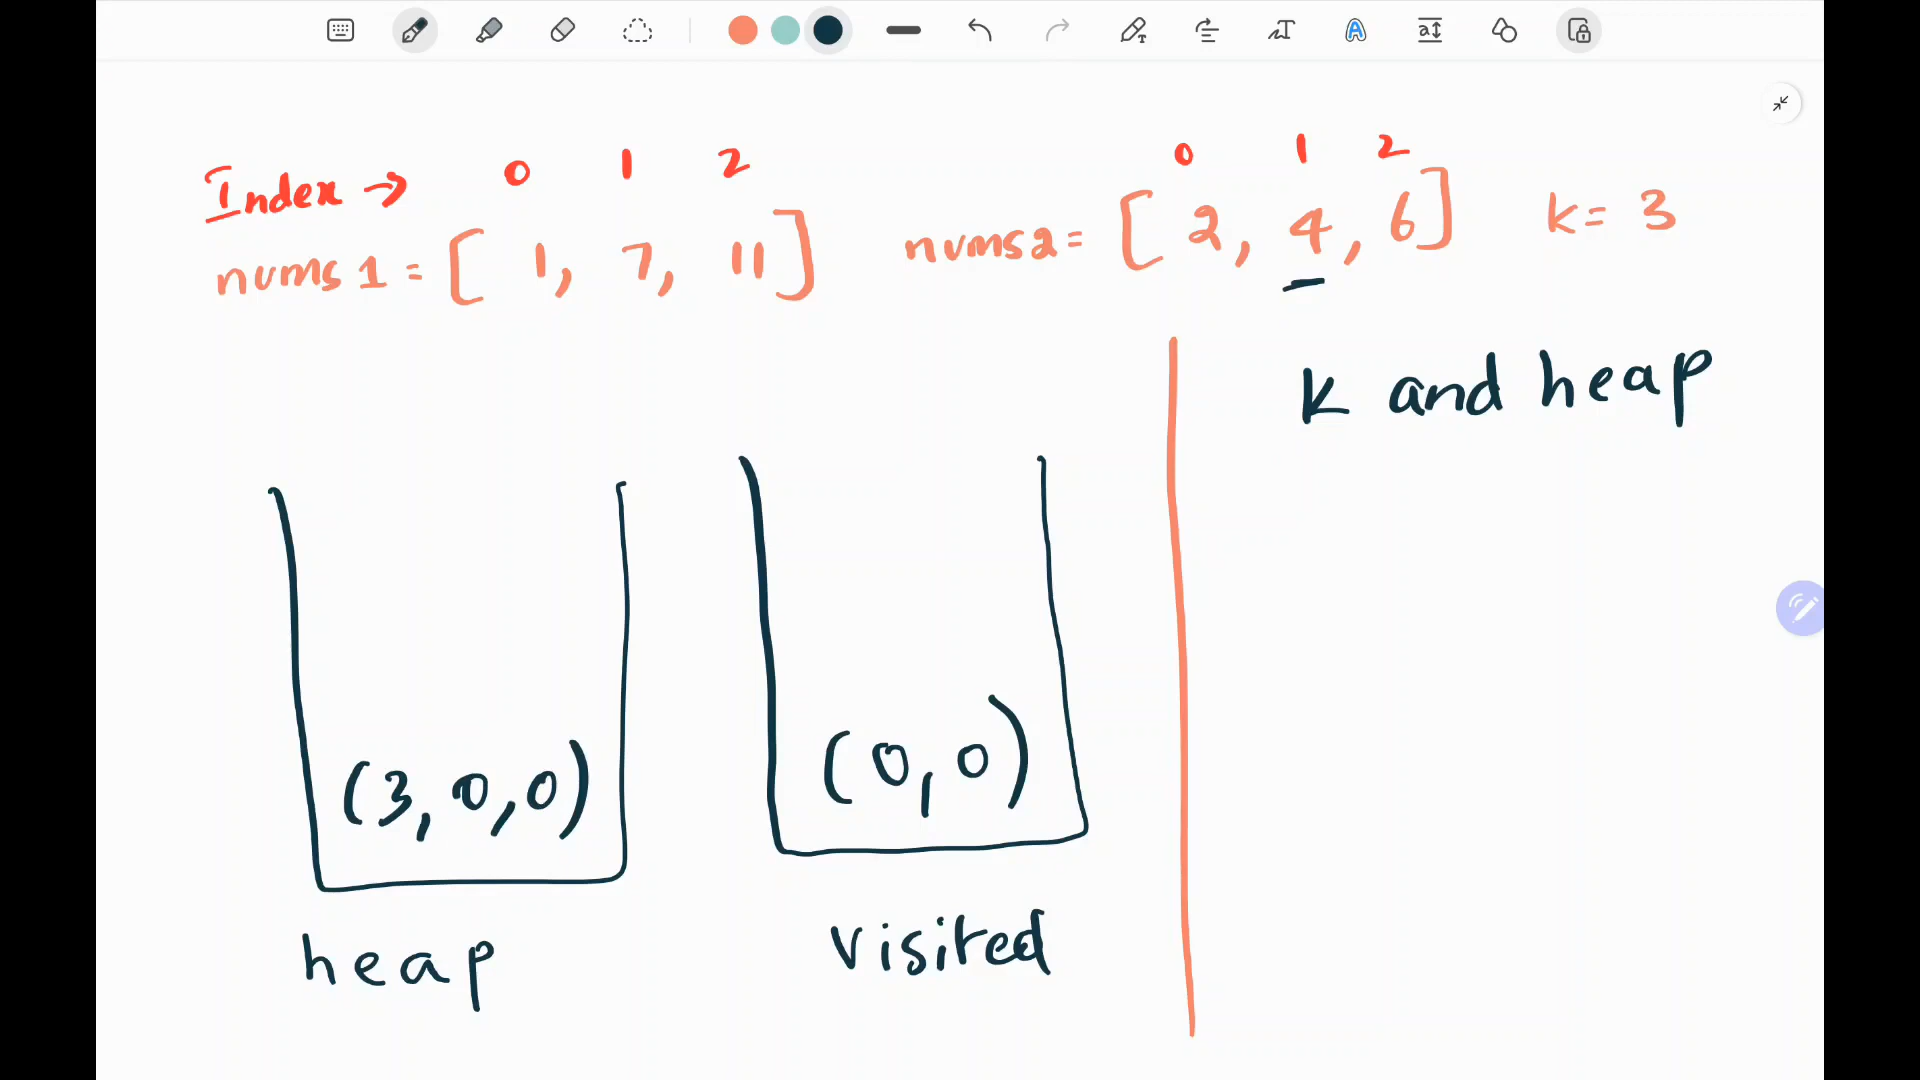 Index → 0 1 2
0 1 2
nums1 = [ 1, 7, 11 ]
nums2 = [ 2, 4, 6 ]
k = 3
k and heap
(3, 0, 0)
(0, 0)
heap
visited